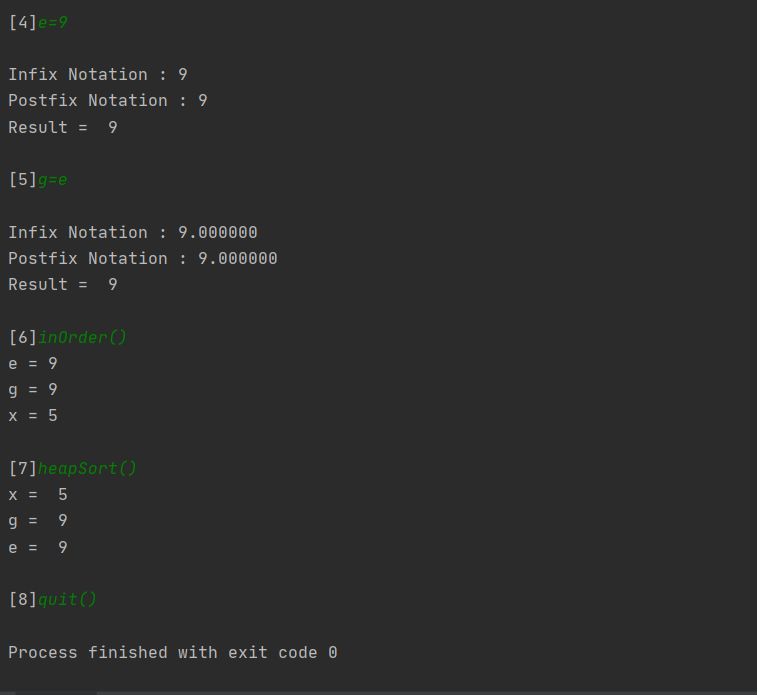 [4]e=9
Infix Notation : 9
Postfix Notation : 9
Result =  9
[5]g=e
Infix Notation : 9.000000
Postfix Notation : 9.000000
Result =  9
[6]inOrder()
e = 9
g = 9
x = 5
[7]heapSort()
x =  5
g =  9
e =  9
[8]quit()
Process finished with exit code 0